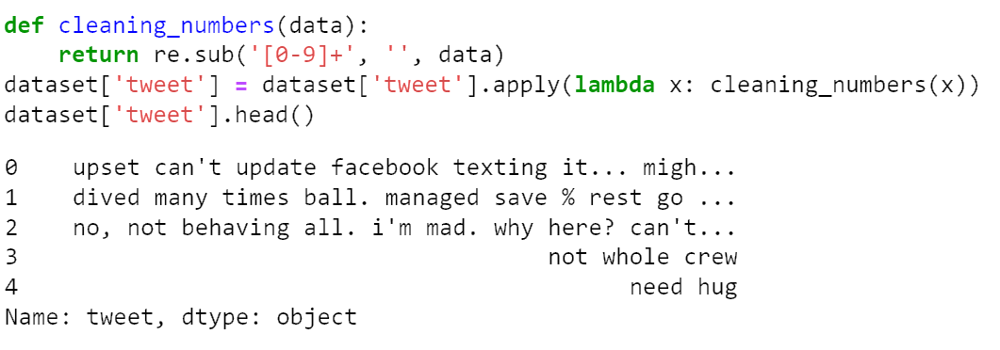 def cleaning_numbers(data):
    return re.sub('[0-9]+', '', data)
dataset['tweet'] = dataset['tweet'].apply(lambda x: cleaning_numbers(x))
dataset['tweet'].head()
0    upset can't update facebook texting it... migh...
1    dived many times ball. managed save % rest go ...
2    no, not behaving all. i'm mad. why here? can't...
3                                       not whole crew
4                                             need hug
Name: tweet, dtype: object